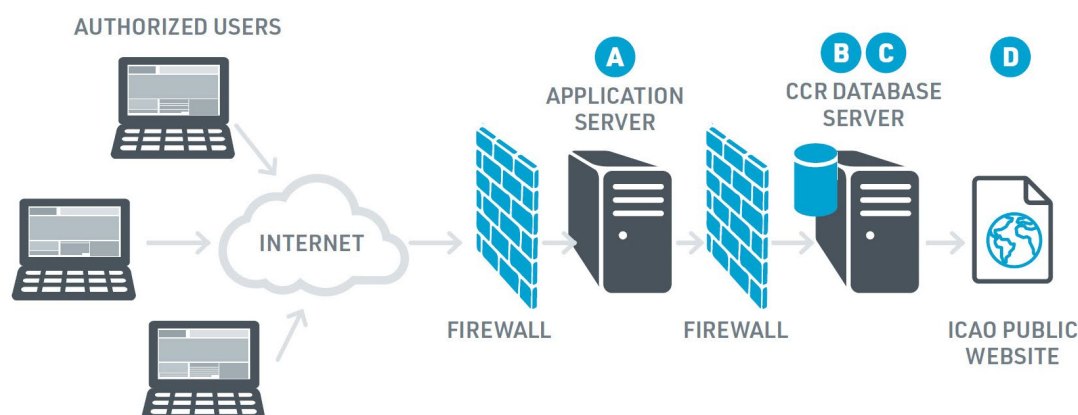 AUTHORIZED USERS
A
B C
D
APPLICATION
SERVER
CCR DATABASE
SERVER
INTERNET
FIREWALL
FIREWALL
ICAO PUBLIC
WEBSITE